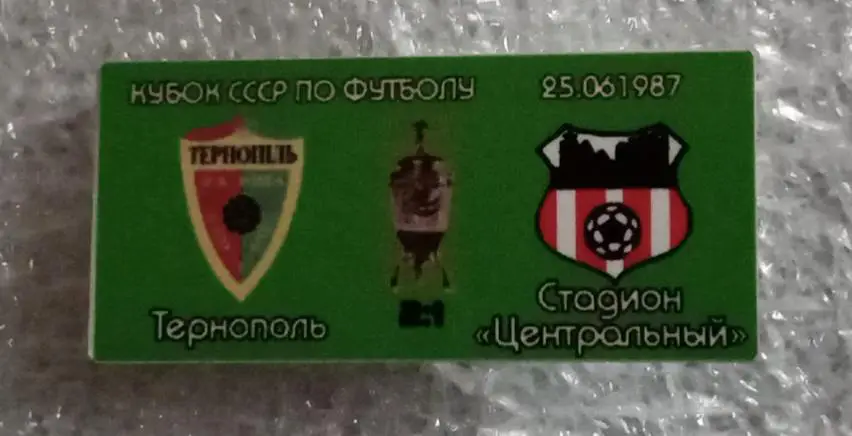 КУБОК СССР ПО ФУТБОЛУ
25.061987
ТЕРНОПІЛЬ
Тернополь
Стадион
«Центральный»